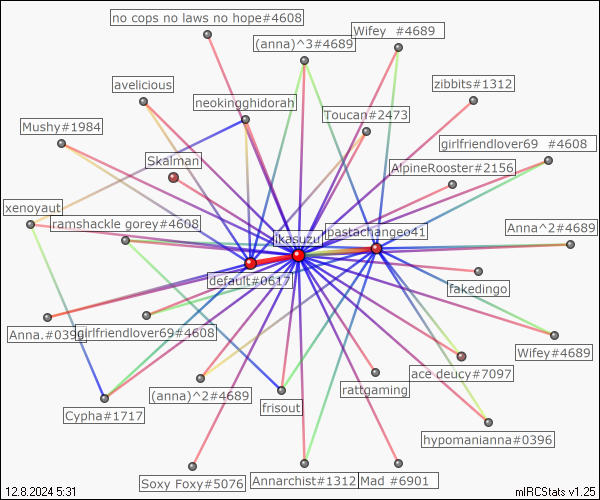 no cops no laws no hope#4608
Wifey  #4689
(anna)^3#4689
avelicious
zibbits#1312
neokingghidorah
Toucan#2473
Mushy#1984
girlfriendlover69  #4608
Skalman
AlpineRooster#2156
xenoyaut
ramshackle gorey#4608
Anna^2#4689
pastachangeo41
ikasuzu
default#0617
fakedingo
Anna.#0396
girlfriendlover69#4608
Wifey#4689
ace deucy#7097
(anna)^2#4689
rattgaming
Cypha#1717
frisout
hypomanianna#0396
Soxy Foxy#5076
Annarchist#1312
Mad  #6901
12.8.2024 5:31
mIRCStats v1.25